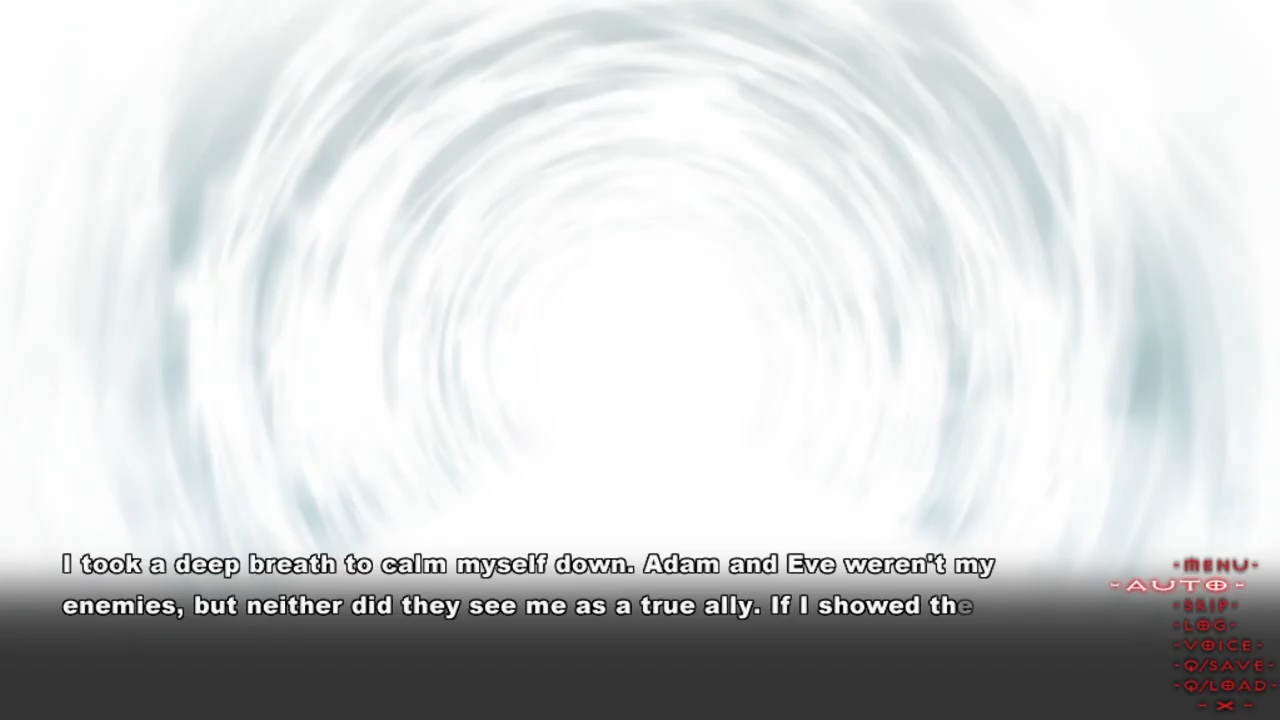 I took a deep breath to calm myself down. Adam and Eve weren't my
enemies, but neither did they see me as a true ally. If I showed the
-MENU-
-AUTO-
-SKIP-
-LOG-
-VOICE-
-Q/SAVE-
-Q/LOAD-
-×-